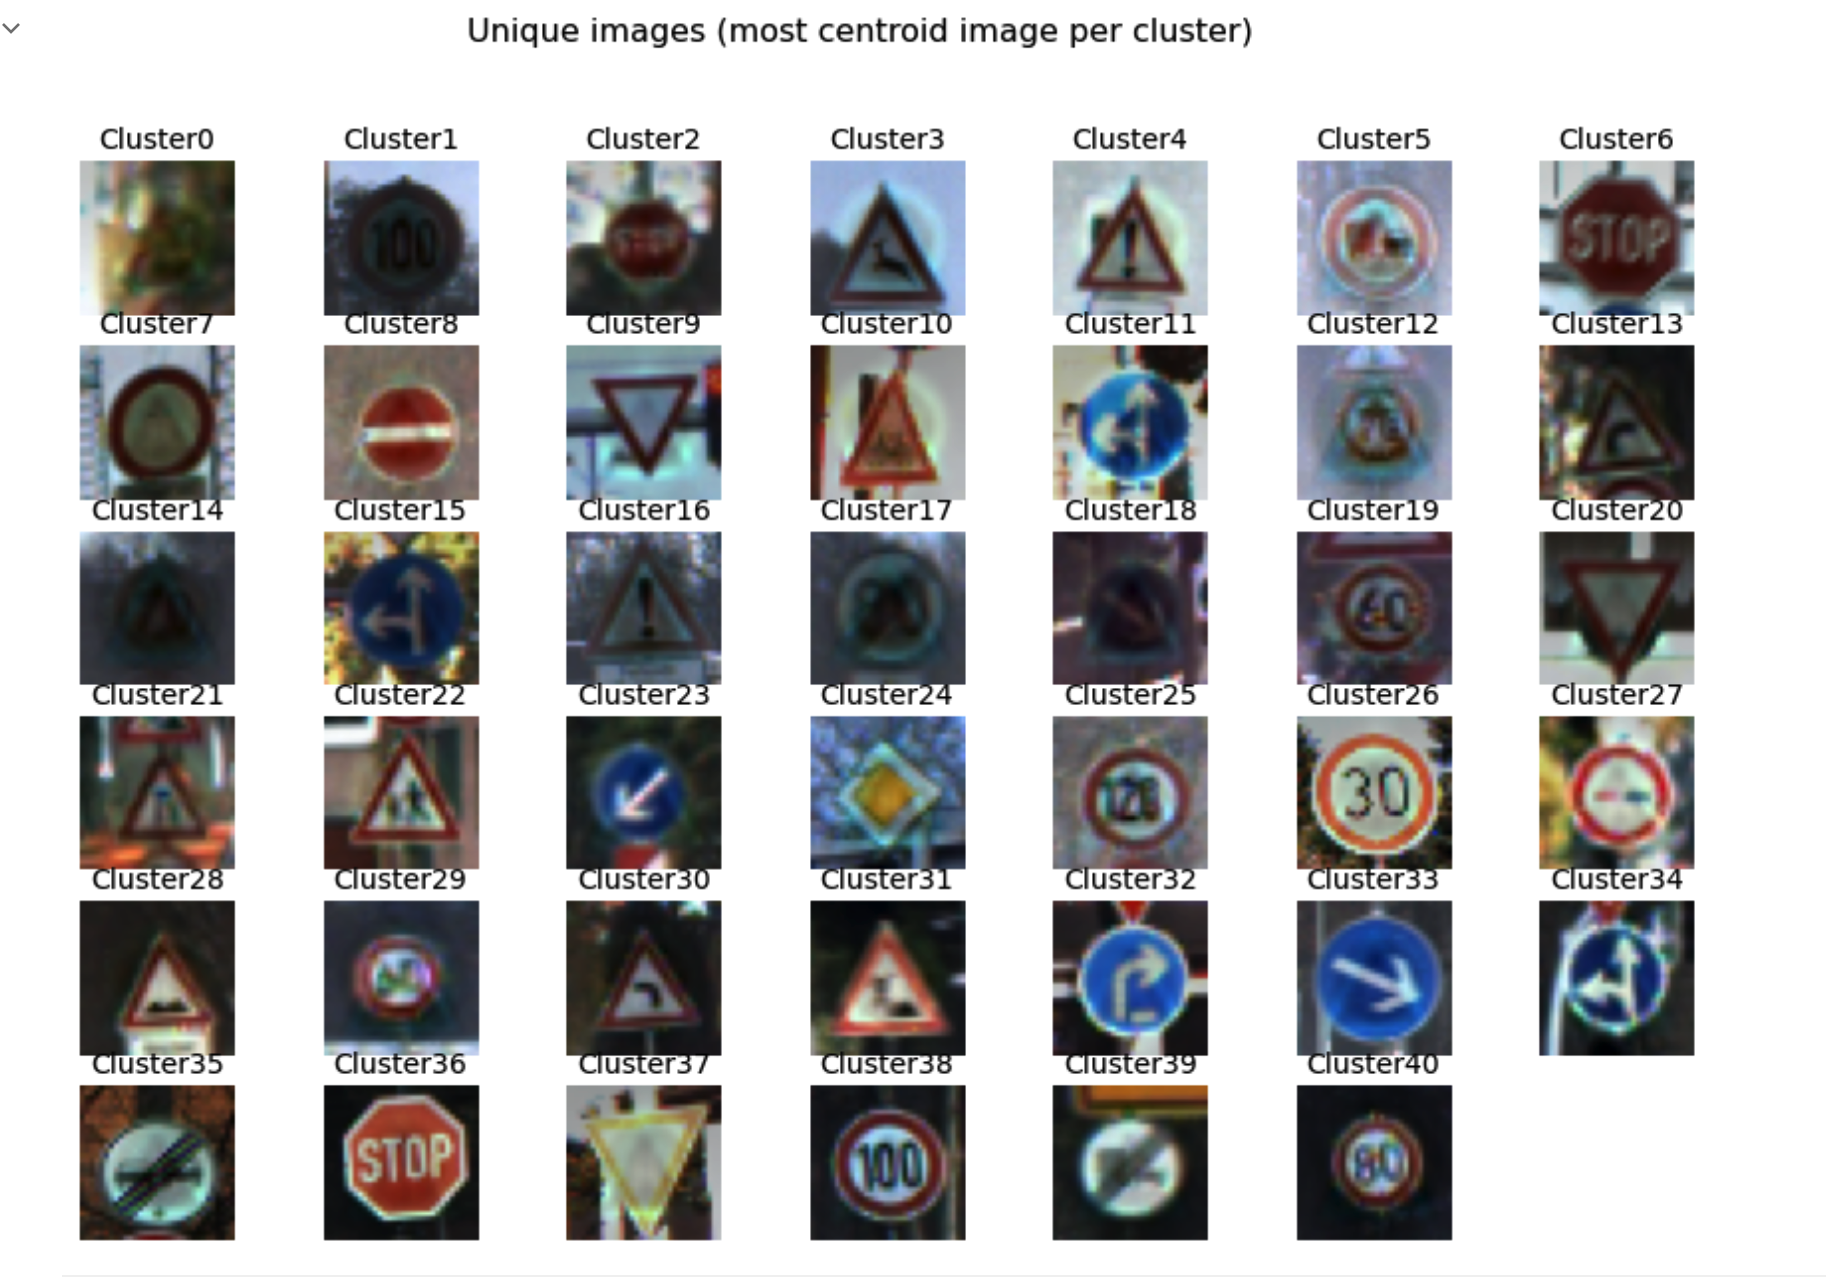 Unique images (most centroid image per cluster)
Cluster0 Cluster1 Cluster2 Cluster3 Cluster4 Cluster5 Cluster6
100 STOP STOP
Cluster7 Cluster8 Cluster9 Cluster10 Cluster11 Cluster12 Cluster13
Cluster14 Cluster15 Cluster16 Cluster17 Cluster18 Cluster19 Cluster20
60
Cluster21 Cluster22 Cluster23 Cluster24 Cluster25 Cluster26 Cluster27
30
Cluster28 Cluster29 Cluster30 Cluster31 Cluster32 Cluster33 Cluster34
Cluster35 Cluster36 Cluster37 Cluster38 Cluster39 Cluster40
STOP 100 80